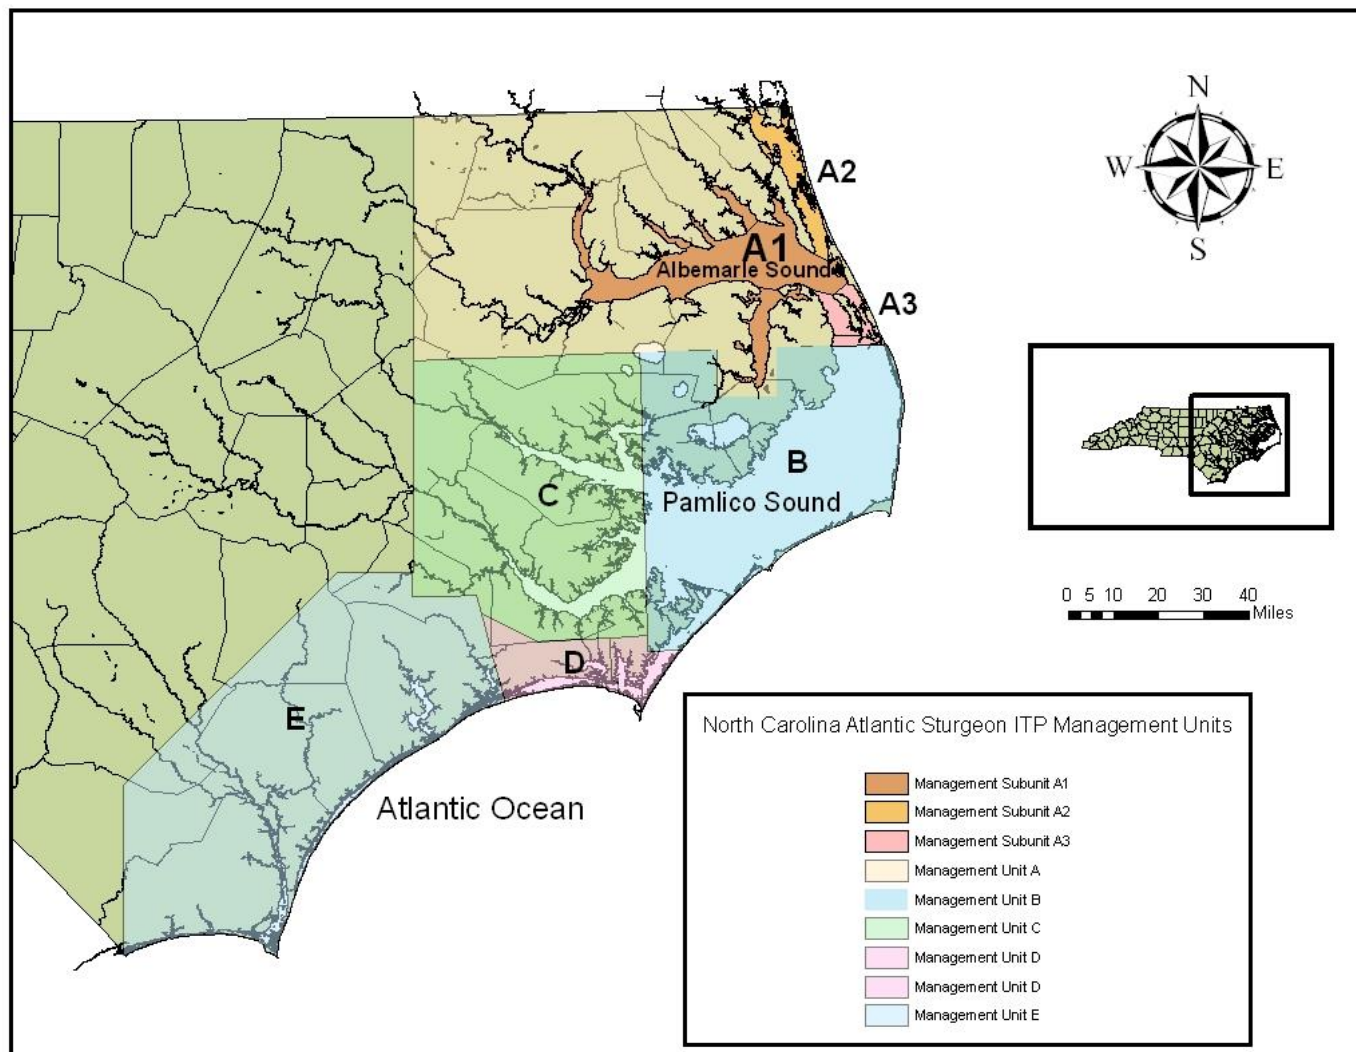 N
W E
S
A2
A1
Albemarle Sound
A3
B
Pamlico Sound
C
D
E
Atlantic Ocean
0 5 10 20 30 40
Miles
North Carolina Atlantic Sturgeon ITP Management Units
Management Subunit A1
Management Subunit A2
Management Subunit A3
Management Unit A
Management Unit B
Management Unit C
Management Unit D
Management Unit D
Management Unit E